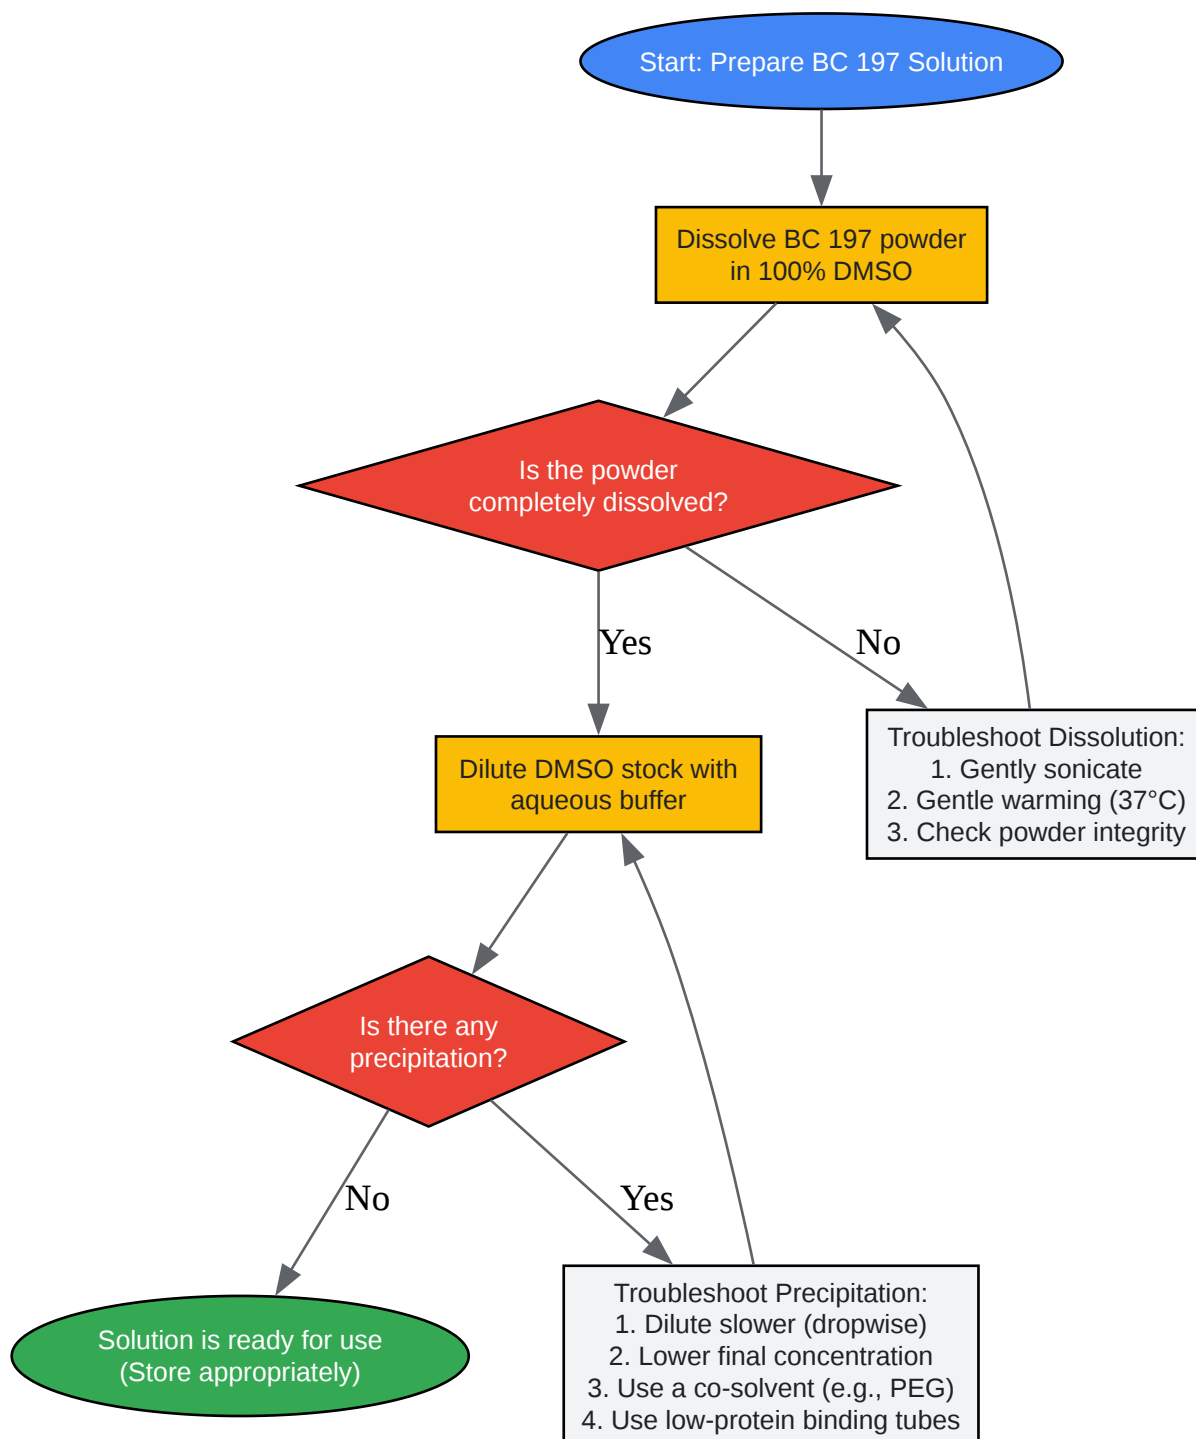 Start: Prepare BC 197 Solution
Dissolve BC 197 powder
in 100% DMSO
Is the powder
completely dissolved?
Yes
No
Troubleshoot Dissolution:
1. Gently sonicate
2. Gentle warming (37°C)
3. Check powder integrity
Dilute DMSO stock with
aqueous buffer
Is there any
precipitation?
No
Yes
Solution is ready for use
(Store appropriately)
Troubleshoot Precipitation:
1. Dilute slower (dropwise)
2. Lower final concentration
3. Use a co-solvent (e.g., PEG)
4. Use low-protein binding tubes